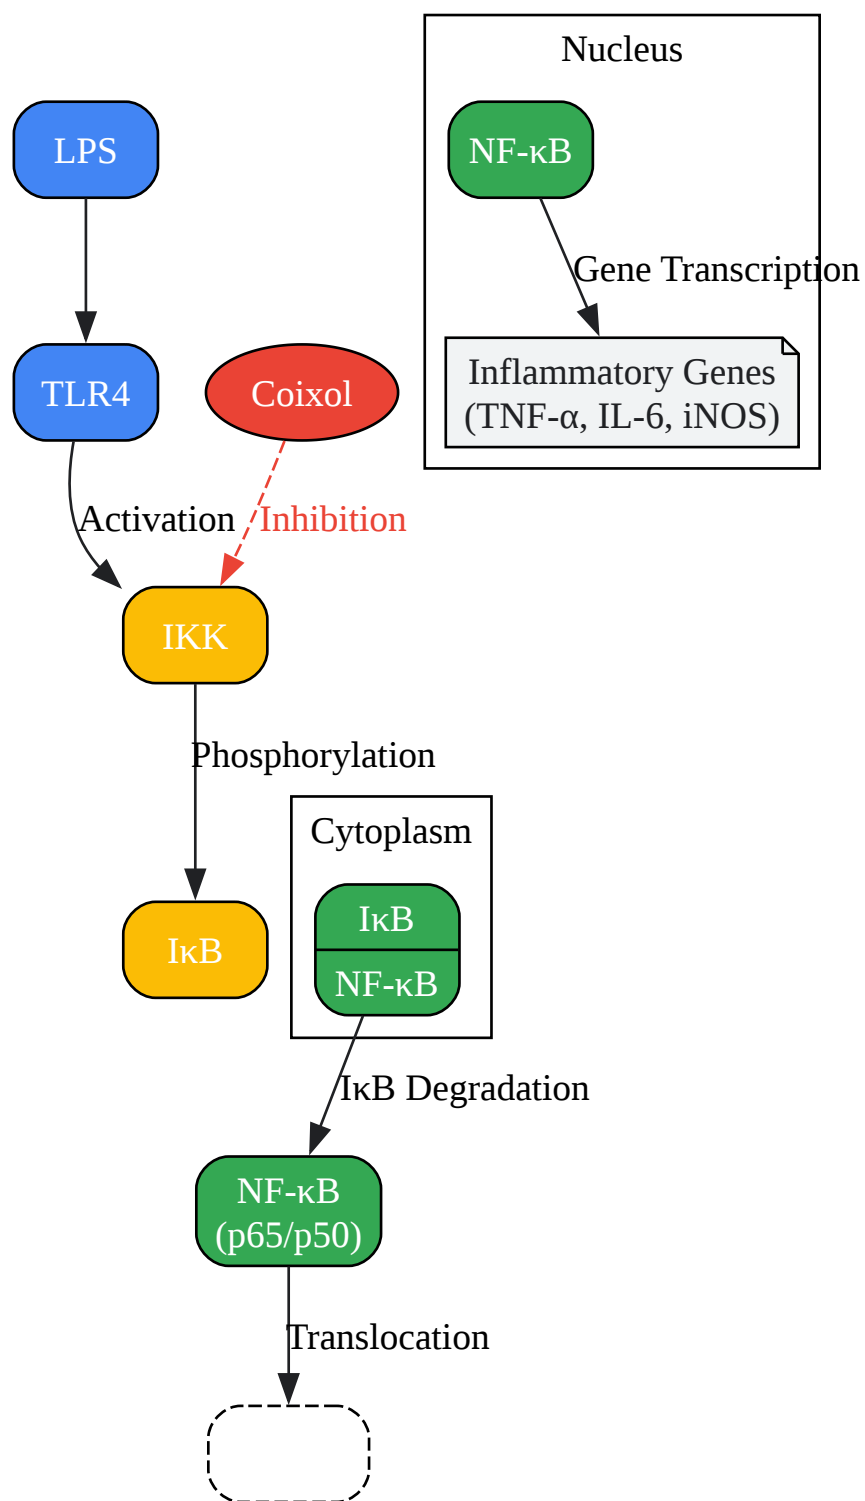 Nucleus
LPS
NF-κB
Gene Transcription
TLR4
Coixol
Inflammatory Genes
(TNF-α, IL-6, iNOS)
Activation
Inhibition
IKK
Phosphorylation
Cytoplasm
IκB
IκB
NF-κB
IκB Degradation
NF-κB
(p65/p50)
Translocation